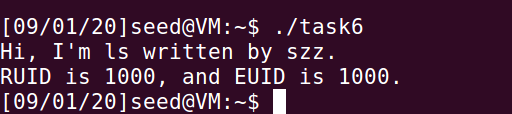 [09/01/20]seed@VM:~$ ./task6
Hi, I'm ls written by szz.
RUID is 1000, and EUID is 1000.
[09/01/20]seed@VM:~$